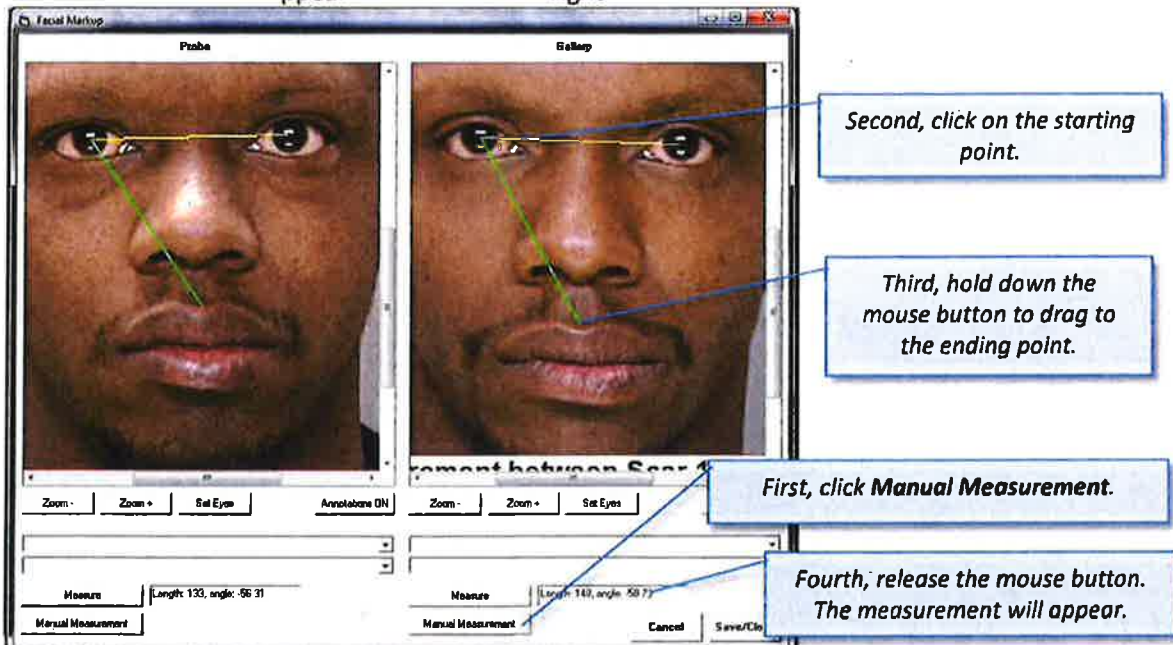 Facial Markup
Probe
Gallery
Second, click on the starting
point.
Third, hold down the
mouse button to drag to
the ending point.
First, click Manual Measurement.
Zoom -
Zoom +
Set Eyes
Annotations ON
Zoom -
Zoom +
Set Eyes
Fourth, release the mouse button.
The measurement will appear.
Measure
Length: 133, angle: -56 31
Measure
Manual Measurement
Manual Measurement
Cancel